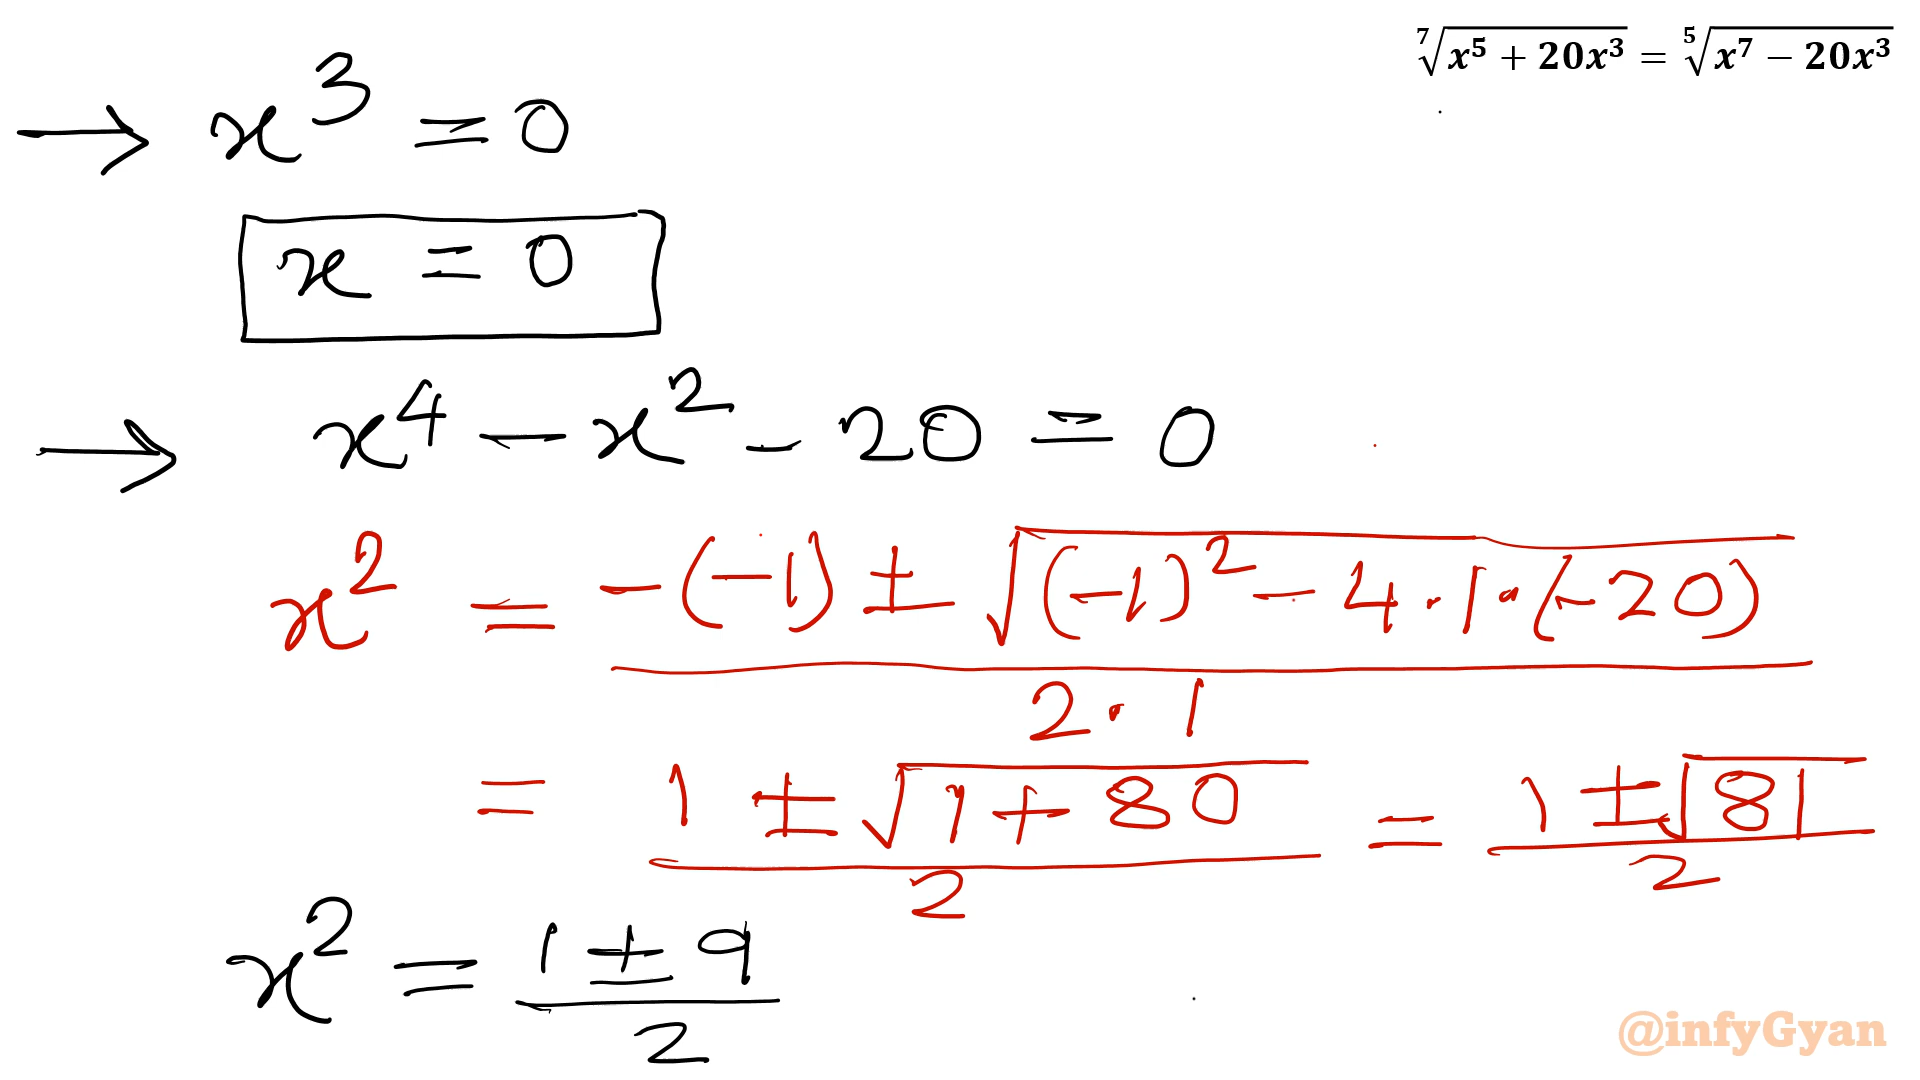 ⁷√(x⁵ + 20x³) = ⁵√(x⁷ − 20x³)
→ x³ = 0
x = 0
→ x⁴ − x² − 20 = 0
x² = (−(−1) ± √((−1)² − 4·1·(−20))) / (2·1)
= (1 ± √(1 + 80)) / 2 = (1 ± √81) / 2
x² = (1 ± 9) / 2
@infyGyan